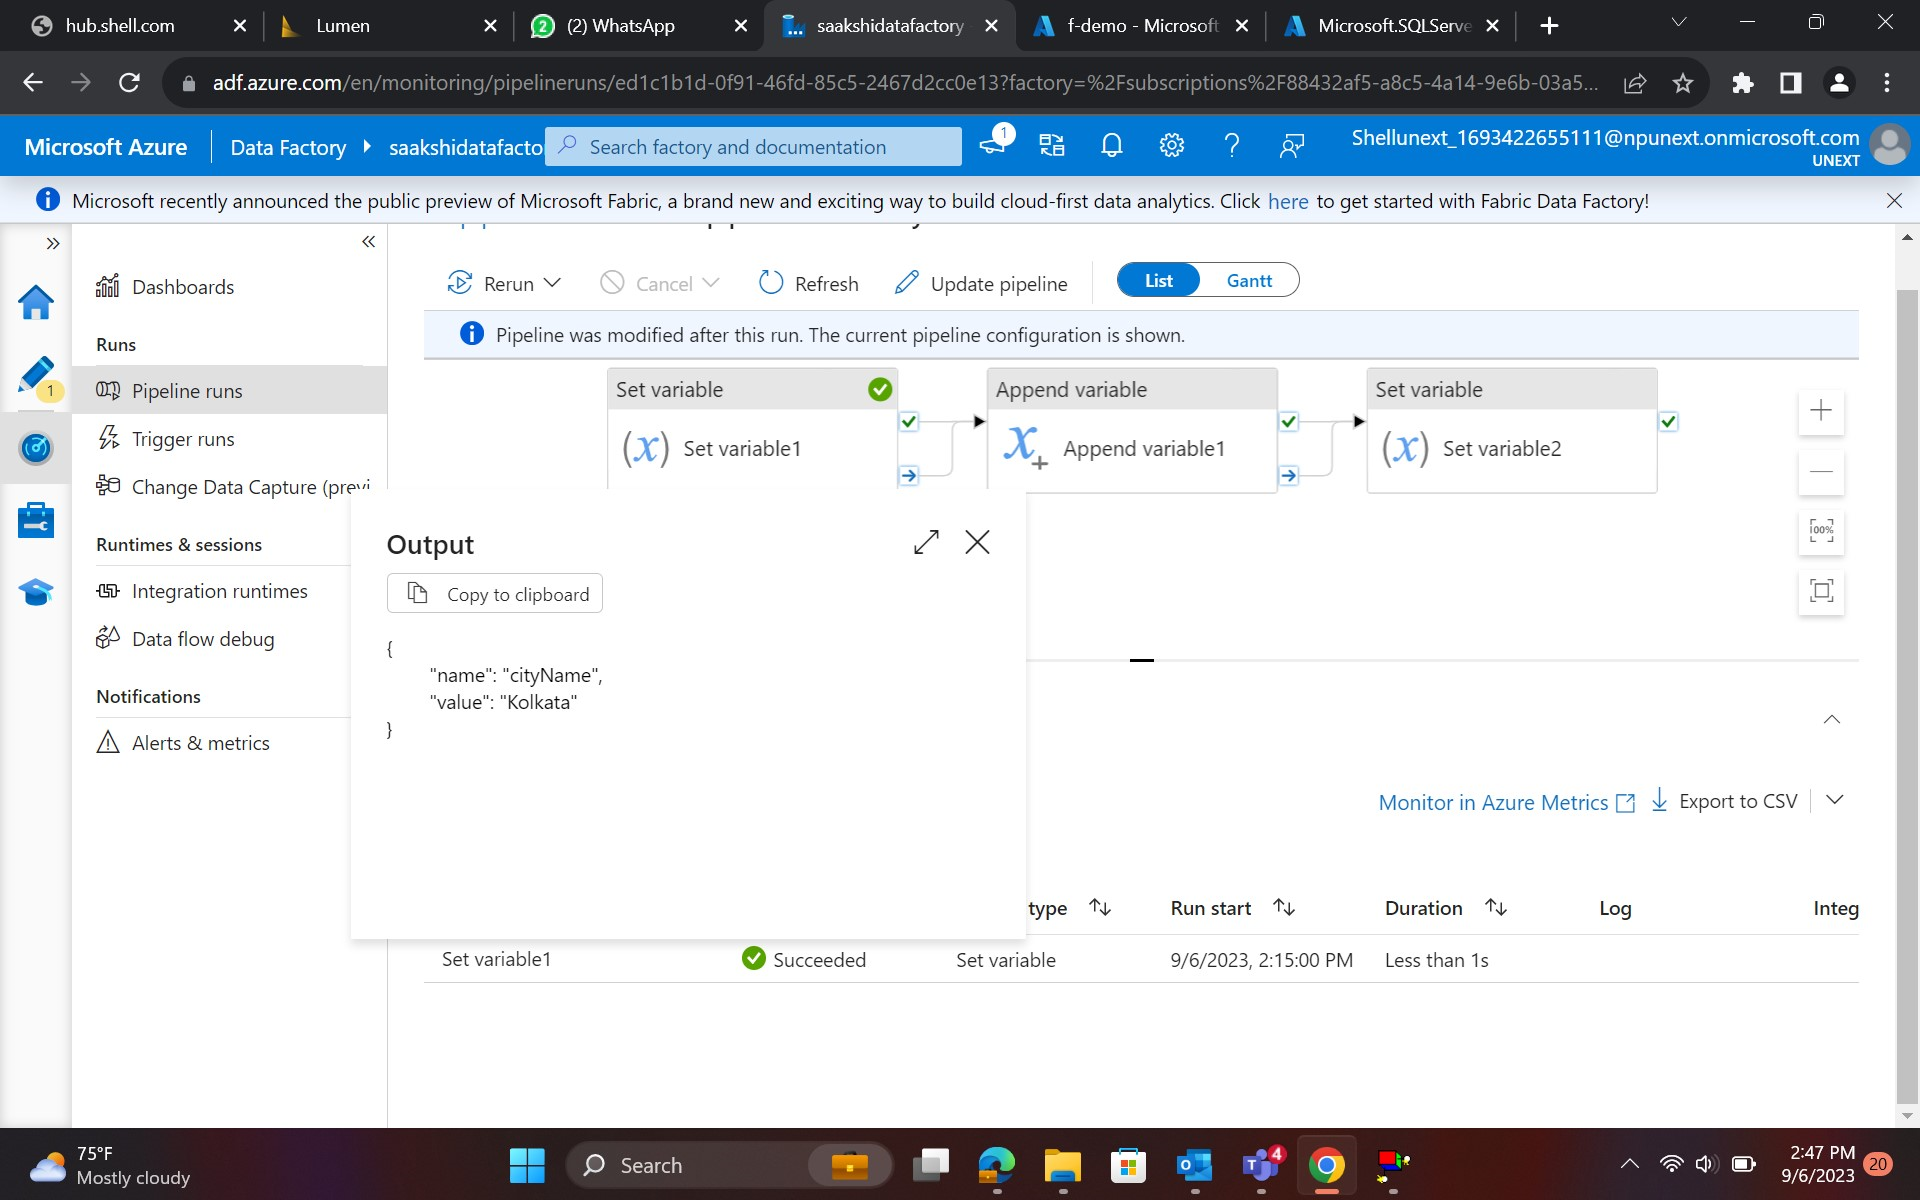 hub.shell.com
Lumen
(2) WhatsApp
saakshidatafactory
f-demo - Microsoft
Microsoft.SQLServe
adf.azure.com/en/monitoring/pipelineruns/ed1c1b1d-0f91-46fd-85c5-2467d2cc0e13?factory=%2Fsubscriptions%2F88432af5-a8c5-4a14-9e6b-03a5...
Microsoft Azure
Data Factory
saakshidatafacto
Search factory and documentation
1
Shellunext_1693422655111@npunext.onmicrosoft.com
UNEXT
Microsoft recently announced the public preview of Microsoft Fabric, a brand new and exciting way to build cloud-first data analytics. Click here to get started with Fabric Data Factory!
Dashboards
Runs
1
Pipeline runs
Trigger runs
Change Data Capture (previ
Runtimes & sessions
Integration runtimes
Data flow debug
Notifications
Alerts & metrics
Rerun
Cancel
Refresh
Update pipeline
List
Gantt
Pipeline was modified after this run. The current pipeline configuration is shown.
Set variable
(x) Set variable1
Append variable
Append variable1
Set variable
(x) Set variable2
100%
Output
Copy to clipboard
{
"name": "cityName",
"value": "Kolkata"
}
Monitor in Azure Metrics
Export to CSV
type
Run start
Duration
Log
Integ
Set variable1
Succeeded
Set variable
9/6/2023, 2:15:00 PM
Less than 1s
75°F
Mostly cloudy
Search
4
2:47 PM
9/6/2023
20